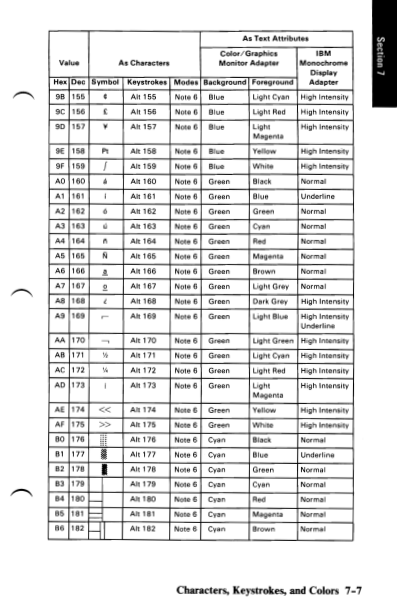 Section 7
As Text Attributes
Value As Characters Color/Graphics Monitor Adapter IBM Monochrome Display Adapter
Hex Dec Symbol Keystrokes Modes Background Foreground
9B 155 ¢ Alt 155 Note 6 Blue Light Cyan High Intensity
9C 156 £ Alt 156 Note 6 Blue Light Red High Intensity
9D 157 ¥ Alt 157 Note 6 Blue Light Magenta High Intensity
9E 158 Pt Alt 158 Note 6 Blue Yellow High Intensity
9F 159 ƒ Alt 159 Note 6 Blue White High Intensity
A0 160 á Alt 160 Note 6 Green Black Normal
A1 161 í Alt 161 Note 6 Green Blue Underline
A2 162 ó Alt 162 Note 6 Green Green Normal
A3 163 ú Alt 163 Note 6 Green Cyan Normal
A4 164 ñ Alt 164 Note 6 Green Red Normal
A5 165 Ñ Alt 165 Note 6 Green Magenta Normal
A6 166 ª Alt 166 Note 6 Green Brown Normal
A7 167 º Alt 167 Note 6 Green Light Grey Normal
A8 168 ¿ Alt 168 Note 6 Green Dark Grey High Intensity
A9 169 ⌐ Alt 169 Note 6 Green Light Blue High Intensity Underline
AA 170 ¬ Alt 170 Note 6 Green Light Green High Intensity
AB 171 ½ Alt 171 Note 6 Green Light Cyan High Intensity
AC 172 ¼ Alt 172 Note 6 Green Light Red High Intensity
AD 173 ¡ Alt 173 Note 6 Green Light Magenta High Intensity
AE 174 << Alt 174 Note 6 Green Yellow High Intensity
AF 175 >> Alt 175 Note 6 Green White High Intensity
B0 176 ░ Alt 176 Note 6 Cyan Black Normal
B1 177 ▒ Alt 177 Note 6 Cyan Blue Underline
B2 178 ▓ Alt 178 Note 6 Cyan Green Normal
B3 179 │ Alt 179 Note 6 Cyan Cyan Normal
B4 180 ┤ Alt 180 Note 6 Cyan Red Normal
B5 181 ╡ Alt 181 Note 6 Cyan Magenta Normal
B6 182 ╢ Alt 182 Note 6 Cyan Brown Normal
Characters, Keystrokes, and Colors 7-7